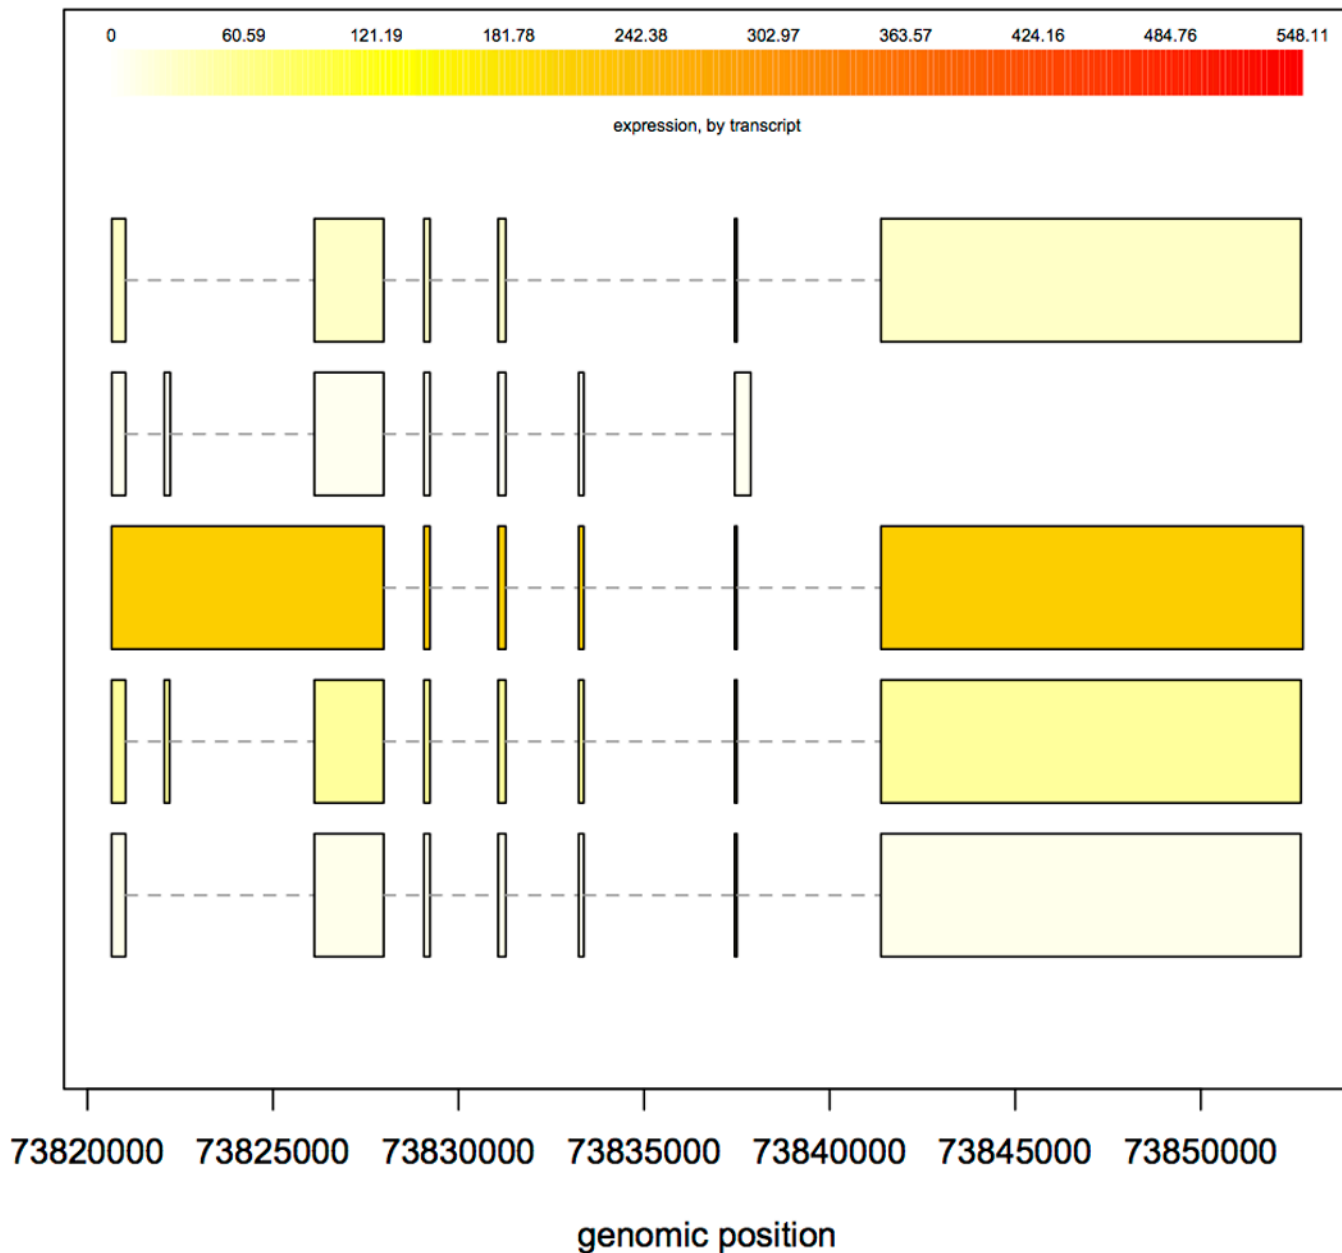 0 60.59 121.19 181.78 242.38 302.97 363.57 424.16 484.76 548.11
expression, by transcript
73820000 73825000 73830000 73835000 73840000 73845000 73850000
genomic position